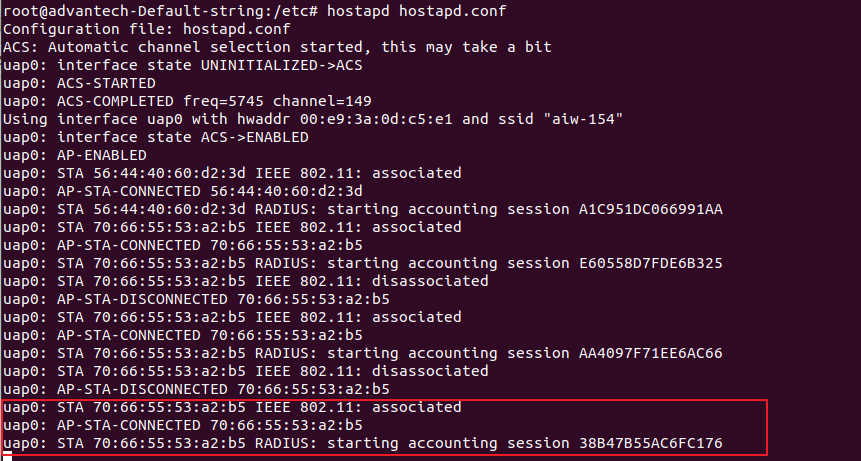 root@advantech-Default-string:/etc# hostapd hostapd.conf
Configuration file: hostapd.conf
ACS: Automatic channel selection started, this may take a bit
uap0: interface state UNINITIALIZED->ACS
uap0: ACS-STARTED
uap0: ACS-COMPLETED freq=5745 channel=149
Using interface uap0 with hwaddr 00:e9:3a:0d:c5:e1 and ssid "aiw-154"
uap0: interface state ACS->ENABLED
uap0: AP-ENABLED
uap0: STA 56:44:40:60:d2:3d IEEE 802.11: associated
uap0: AP-STA-CONNECTED 56:44:40:60:d2:3d
uap0: STA 56:44:40:60:d2:3d RADIUS: starting accounting session A1C951DC066991AA
uap0: STA 70:66:55:53:a2:b5 IEEE 802.11: associated
uap0: AP-STA-CONNECTED 70:66:55:53:a2:b5
uap0: STA 70:66:55:53:a2:b5 RADIUS: starting accounting session E60558D7FDE6B325
uap0: STA 70:66:55:53:a2:b5 IEEE 802.11: disassociated
uap0: AP-STA-DISCONNECTED 70:66:55:53:a2:b5
uap0: STA 70:66:55:53:a2:b5 IEEE 802.11: associated
uap0: AP-STA-CONNECTED 70:66:55:53:a2:b5
uap0: STA 70:66:55:53:a2:b5 RADIUS: starting accounting session AA4097F71EE6AC66
uap0: STA 70:66:55:53:a2:b5 IEEE 802.11: disassociated
uap0: AP-STA-DISCONNECTED 70:66:55:53:a2:b5
uap0: STA 70:66:55:53:a2:b5 IEEE 802.11: associated
uap0: AP-STA-CONNECTED 70:66:55:53:a2:b5
uap0: STA 70:66:55:53:a2:b5 RADIUS: starting accounting session 38B47B55AC6FC176